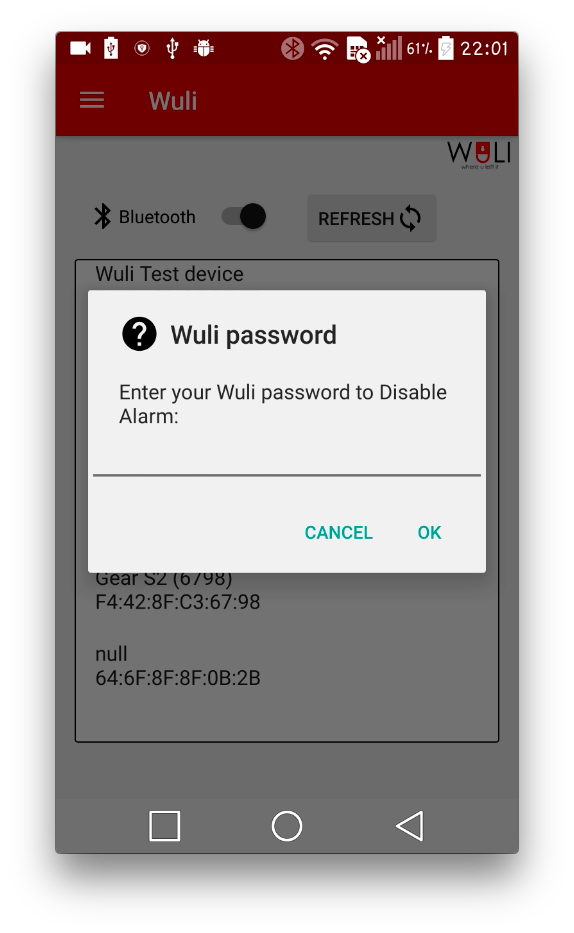 61% 22:01
Wuli
WULI
where u left it
Bluetooth REFRESH
Wuli Test device
Wuli password
Enter your Wuli password to Disable
Alarm:
CANCEL OK
Gear S2 (6798)
F4:42:8F:C3:67:98
null
64:6F:8F:8F:0B:2B